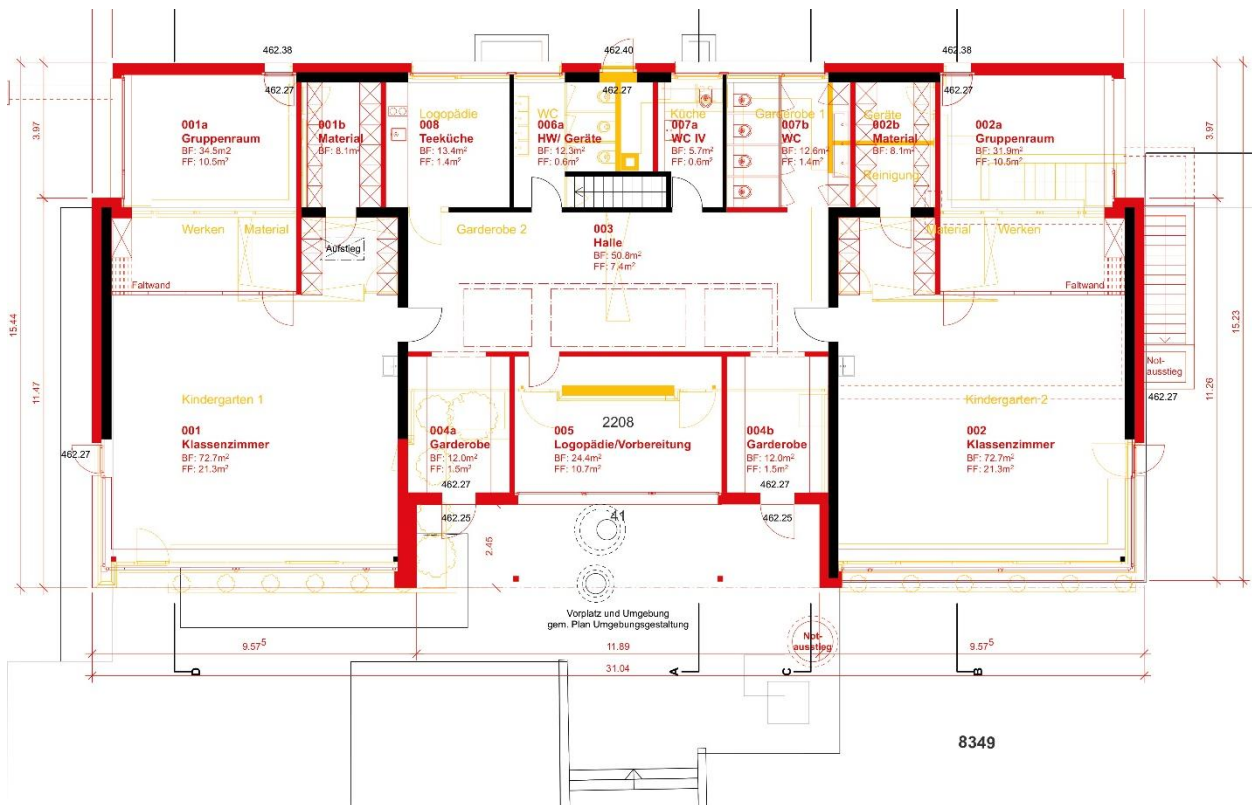 462.38
462.40
462.38
462.27
462.27
462.27
3.97
3.97
001a
Gruppenraum
BF: 34.5m²
FF: 10.5m²
001b
Material
BF: 8.1m²
Logopädie
008
Teeküche
BF: 13.4m²
FF: 1.4m²
WC
006a
HW/ Geräte
BF: 12.3m²
FF: 0.6m²
Küche
007a
WC IV
BF: 5.7m²
FF: 0.6m²
Garderobe 1
007b
WC
BF: 12.6m²
FF: 1.4m²
Geräte
002b
Material
BF: 8.1m²
Reinigung
002a
Gruppenraum
BF: 31.9m²
FF: 10.5m²
Werken
Material
Aufstieg
Garderobe 2
003
Halle
BF: 50.8m²
FF: 7.4m²
Material
Werken
Faltwand
Faltwand
15.44
11.47
15.23
11.26
Not-
ausstieg
462.27
Kindergarten 1
001
Klassenzimmer
BF: 72.7m²
FF: 21.3m²
004a
Garderobe
BF: 12.0m²
FF: 1.5m²
2208
005
Logopädie/Vorbereitung
BF: 24.4m²
FF: 10.7m²
004b
Garderobe
BF: 12.0m²
FF: 1.5m²
Kindergarten 2
002
Klassenzimmer
BF: 72.7m²
FF: 21.3m²
462.27
462.27
462.27
462.25
462.25
41
2.45
Vorplatz und Umgebung
gem. Plan Umgebungsgestaltung
Not-
ausstieg
9.57⁵
11.89
9.57⁵
31.04
D
A
C
B
8349